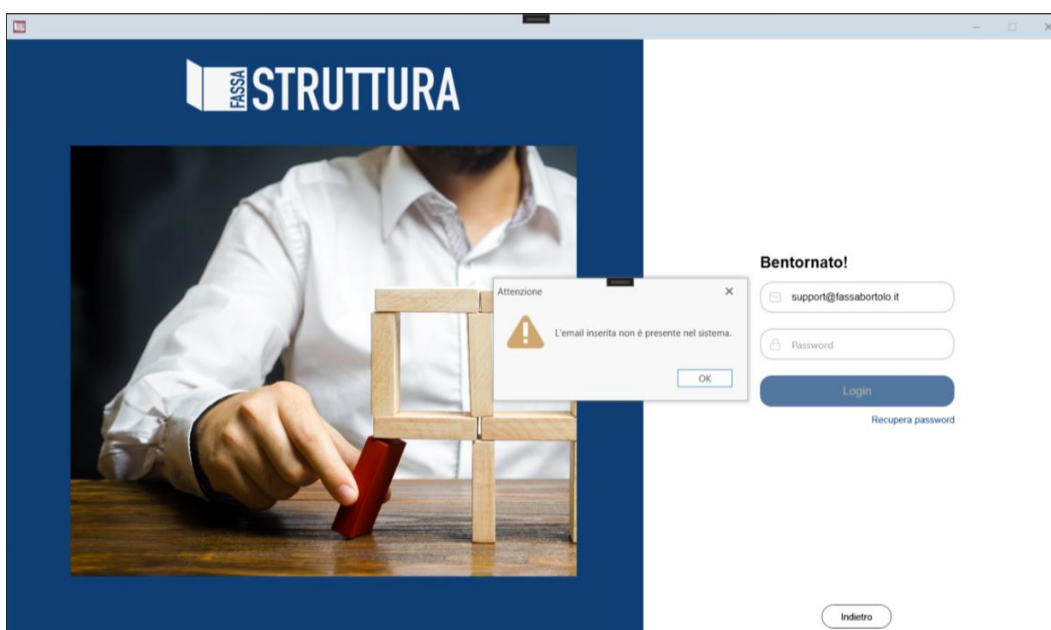 FASSA STRUTTURA
Bentornato!
support@fassabortolo.it
Attenzione
L'email inserita non è presente nel sistema.
OK
Password
Login
Recupera password
Indietro